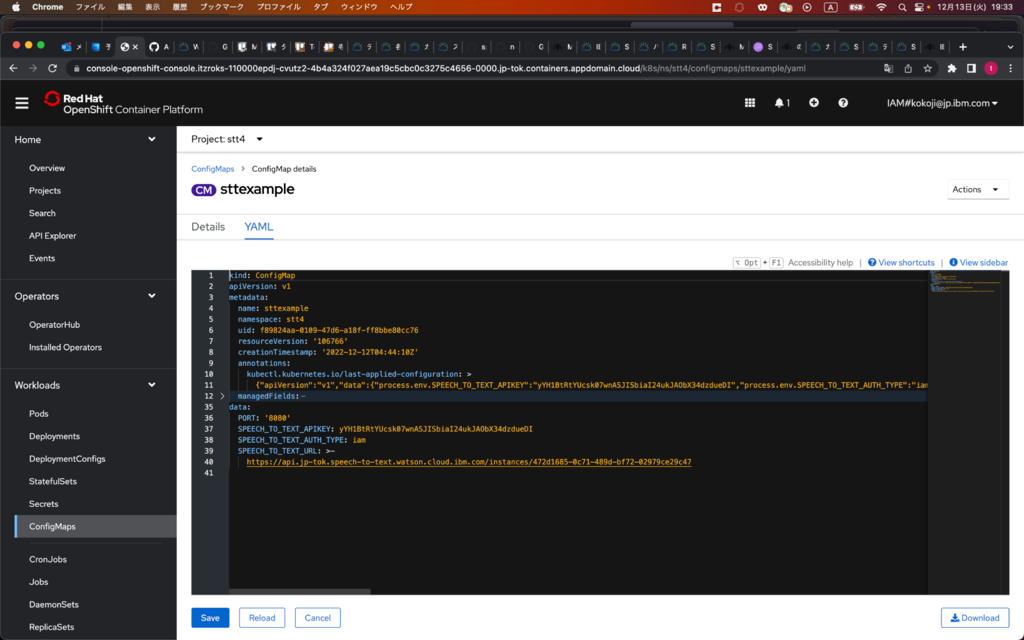 Chrome ファイル 編集 表示 履歴 ブックマーク プロファイル タブ ウィンドウ ヘルプ 12月13日(火) 19:33
console-openshift-console.itzroks-110000epdj-cvutz2-4b4a324f027aea19c5cbc0c3275c4656-0000.jp-tok.containers.appdomain.cloud/k8s/ns/stt4/configmaps/sttexample/yaml
Red Hat
OpenShift Container Platform
1
IAM#kokoji@jp.ibm.com
Home
Overview
Projects
Search
API Explorer
Events
Operators
OperatorHub
Installed Operators
Workloads
Pods
Deployments
DeploymentConfigs
StatefulSets
Secrets
ConfigMaps
CronJobs
Jobs
DaemonSets
ReplicaSets
Project: stt4
ConfigMaps > ConfigMap details
CM sttexample
Actions
Details YAML
⌥ Opt + F1 Accessibility help | View shortcuts | View sidebar
1 kind: ConfigMap
2 apiVersion: v1
3 metadata:
4 name: sttexample
5 namespace: stt4
6 uid: f89824aa-0109-47d6-a18f-ff8bbe80cc76
7 resourceVersion: '106766'
8 creationTimestamp: '2022-12-12T04:44:10Z'
9 annotations:
10 kubectl.kubernetes.io/last-applied-configuration: >
11 {"apiVersion":"v1","data":{"process.env.SPEECH_TO_TEXT_APIKEY":"yYH1BtRtYUcsk07wnASJISbiaI24ukJAObX34dzdueDI","process.env.SPEECH_TO_TEXT_AUTH_TYPE":"iam
12 managedFields:
35 data:
36 PORT: '8080'
37 SPEECH_TO_TEXT_APIKEY: yYH1BtRtYUcsk07wnASJISbiaI24ukJAObX34dzdueDI
38 SPEECH_TO_TEXT_AUTH_TYPE: iam
39 SPEECH_TO_TEXT_URL: >-
40 https://api.jp-tok.speech-to-text.watson.cloud.ibm.com/instances/472d1685-0c71-489d-bf72-02979ce29c47
41
Save Reload Cancel Download